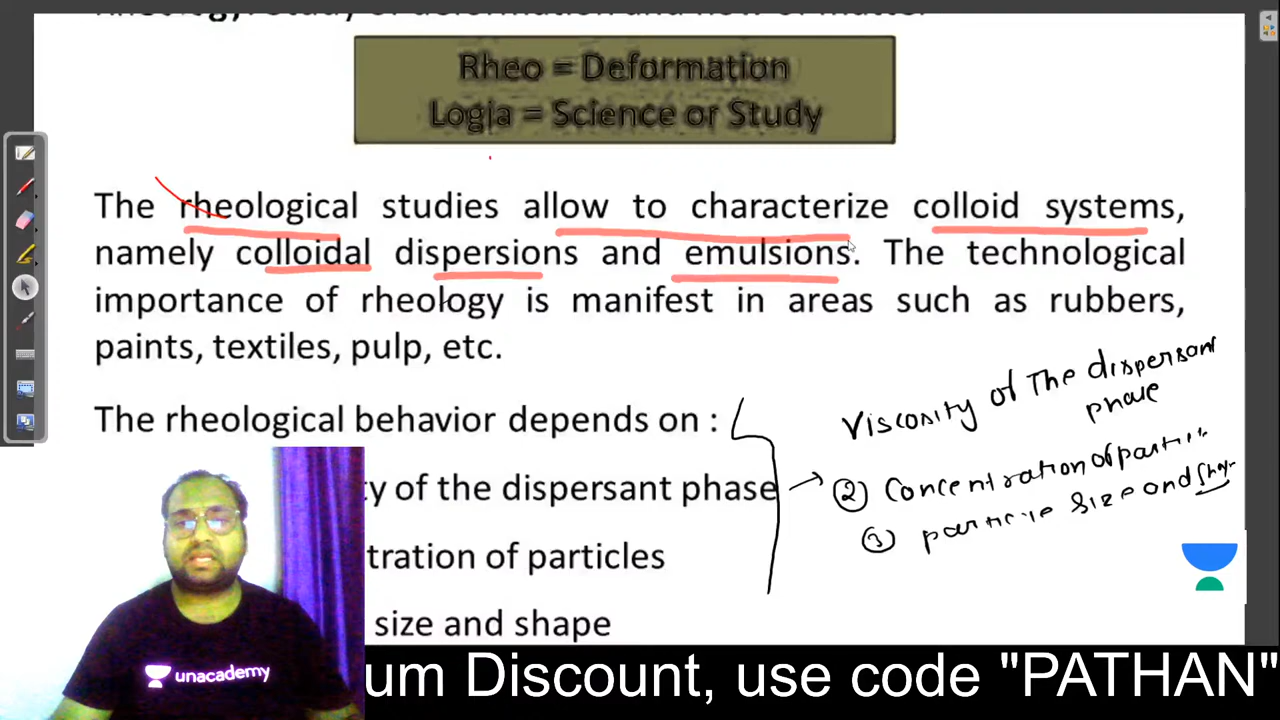 Rheo = Deformation
Logia = Science or Study
The rheological studies allow to characterize colloid systems,
namely colloidal dispersions and emulsions. The technological
importance of rheology is manifest in areas such as rubbers,
paints, textiles, pulp, etc.
The rheological behavior depends on :
ty of the dispersant phase
tration of particles
size and shape
Viscosity of The dispersant
phase
② Concentration of
③ particle size and
unacademy
um Discount, use code "PATHAN"